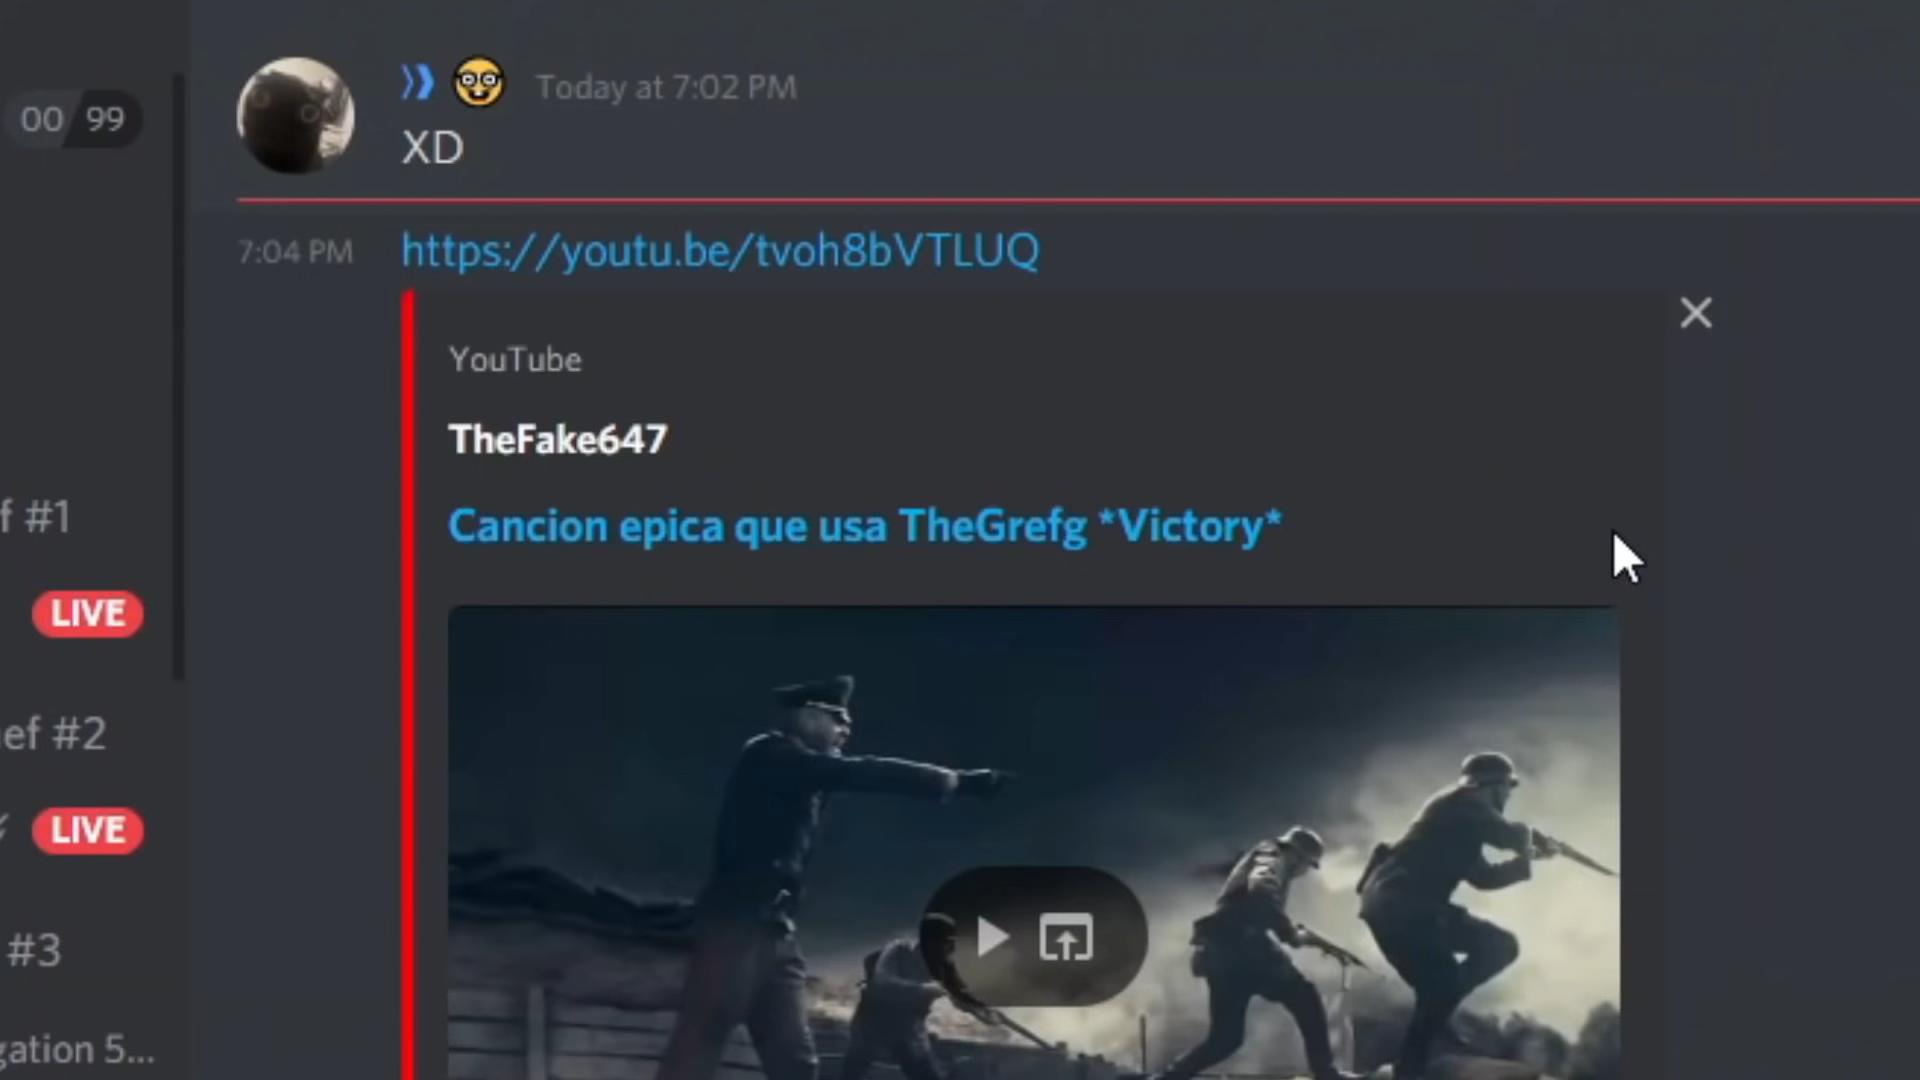 00 99
Today at 7:02 PM
XD
7:04 PM https://youtu.be/tvoh8bVTLUQ
YouTube
TheFake647
Cancion epica que usa TheGrefg *Victory*
f #1
LIVE
ef #2
LIVE
#3
gation 5...